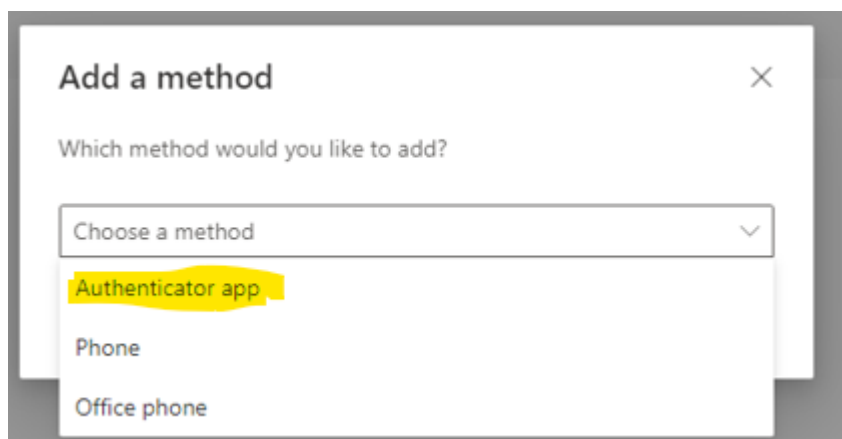 Add a method
Which method would you like to add?
Choose a method
Authenticator app
Phone
Office phone